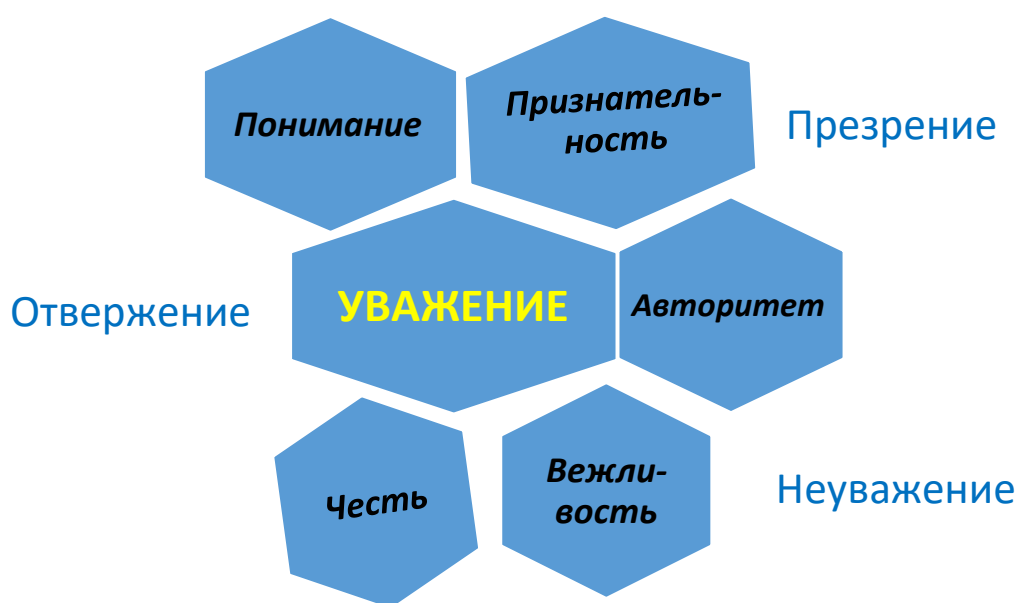 Понимание
Признатель-
ность
Презрение
Отвержение
УВАЖЕНИЕ
Авторитет
Честь
Вежли-
вость
Неуважение